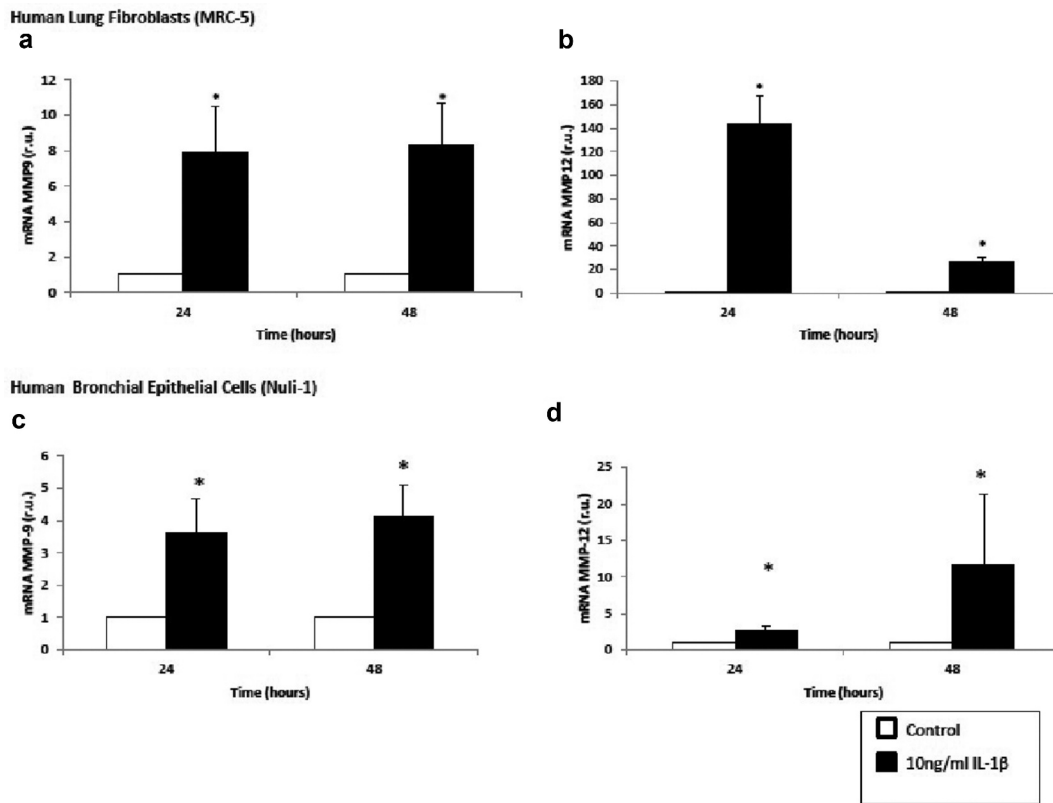 Human Lung Fibroblasts (MRC-5)
a
mRNA MMP9 (r.u.)
12
10
8
6
4
2
0
*
*
24
48
Time (hours)
b
mRNA MMP12 (r.u.)
180
160
140
120
100
80
60
40
20
0
*
*
24
48
Time (hours)
Human Bronchial Epithelial Cells (Nuli-1)
c
mRNA MMP-9 (r.u.)
6
5
4
3
2
1
0
*
*
24
48
Time (hours)
d
mRNA MMP-12 (r.u.)
25
20
15
10
5
0
*
*
24
48
Time (hours)
Control
10ng/ml IL-1β